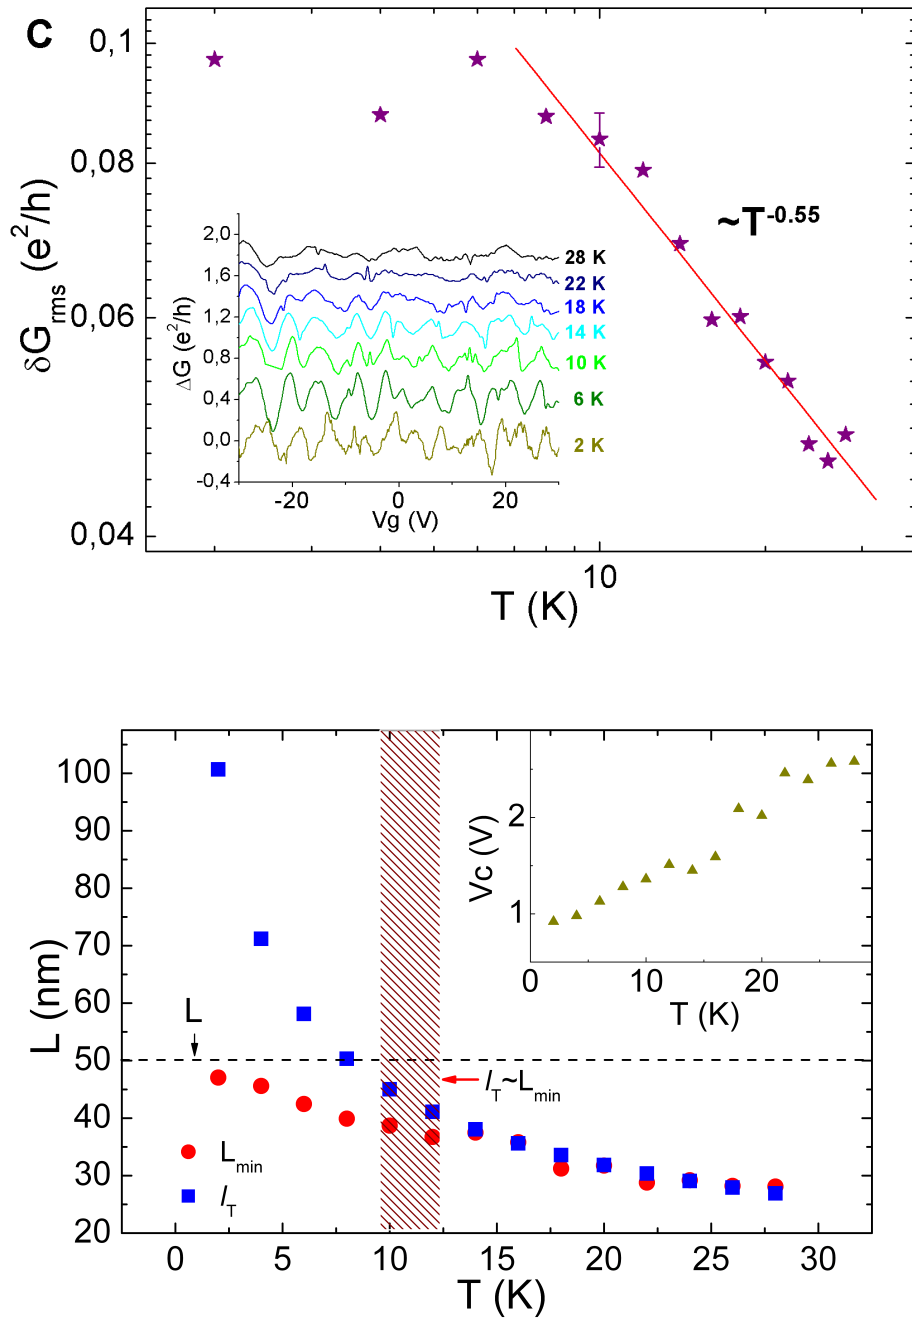 C
0,1
0,08
0,06
0,04
δG_rms (e²/h)
~T^-0.55
2,0
1,6
1,2
0,8
0,4
0,0
-0,4
ΔG (e²/h)
28 K
22 K
18 K
14 K
10 K
6 K
2 K
-20 0 20
Vg (V)
10
T (K)
100
90
80
70
60
50
40
30
20
L (nm)
L
l_T~L_min
L_min
l_T
2
1
Vc (V)
0 10 20
T (K)
0 5 10 15 20 25 30
T (K)